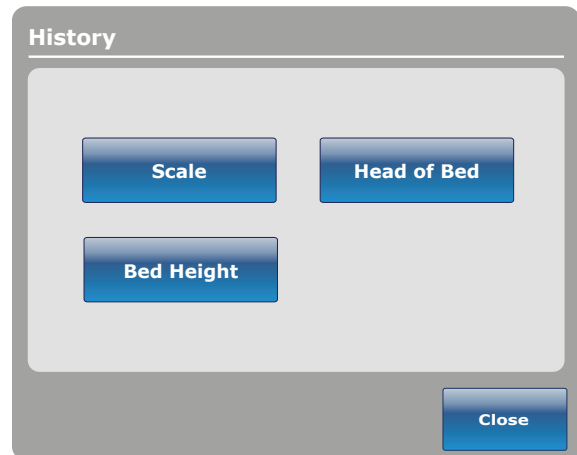 History
Scale
Head of Bed
Bed Height
Close